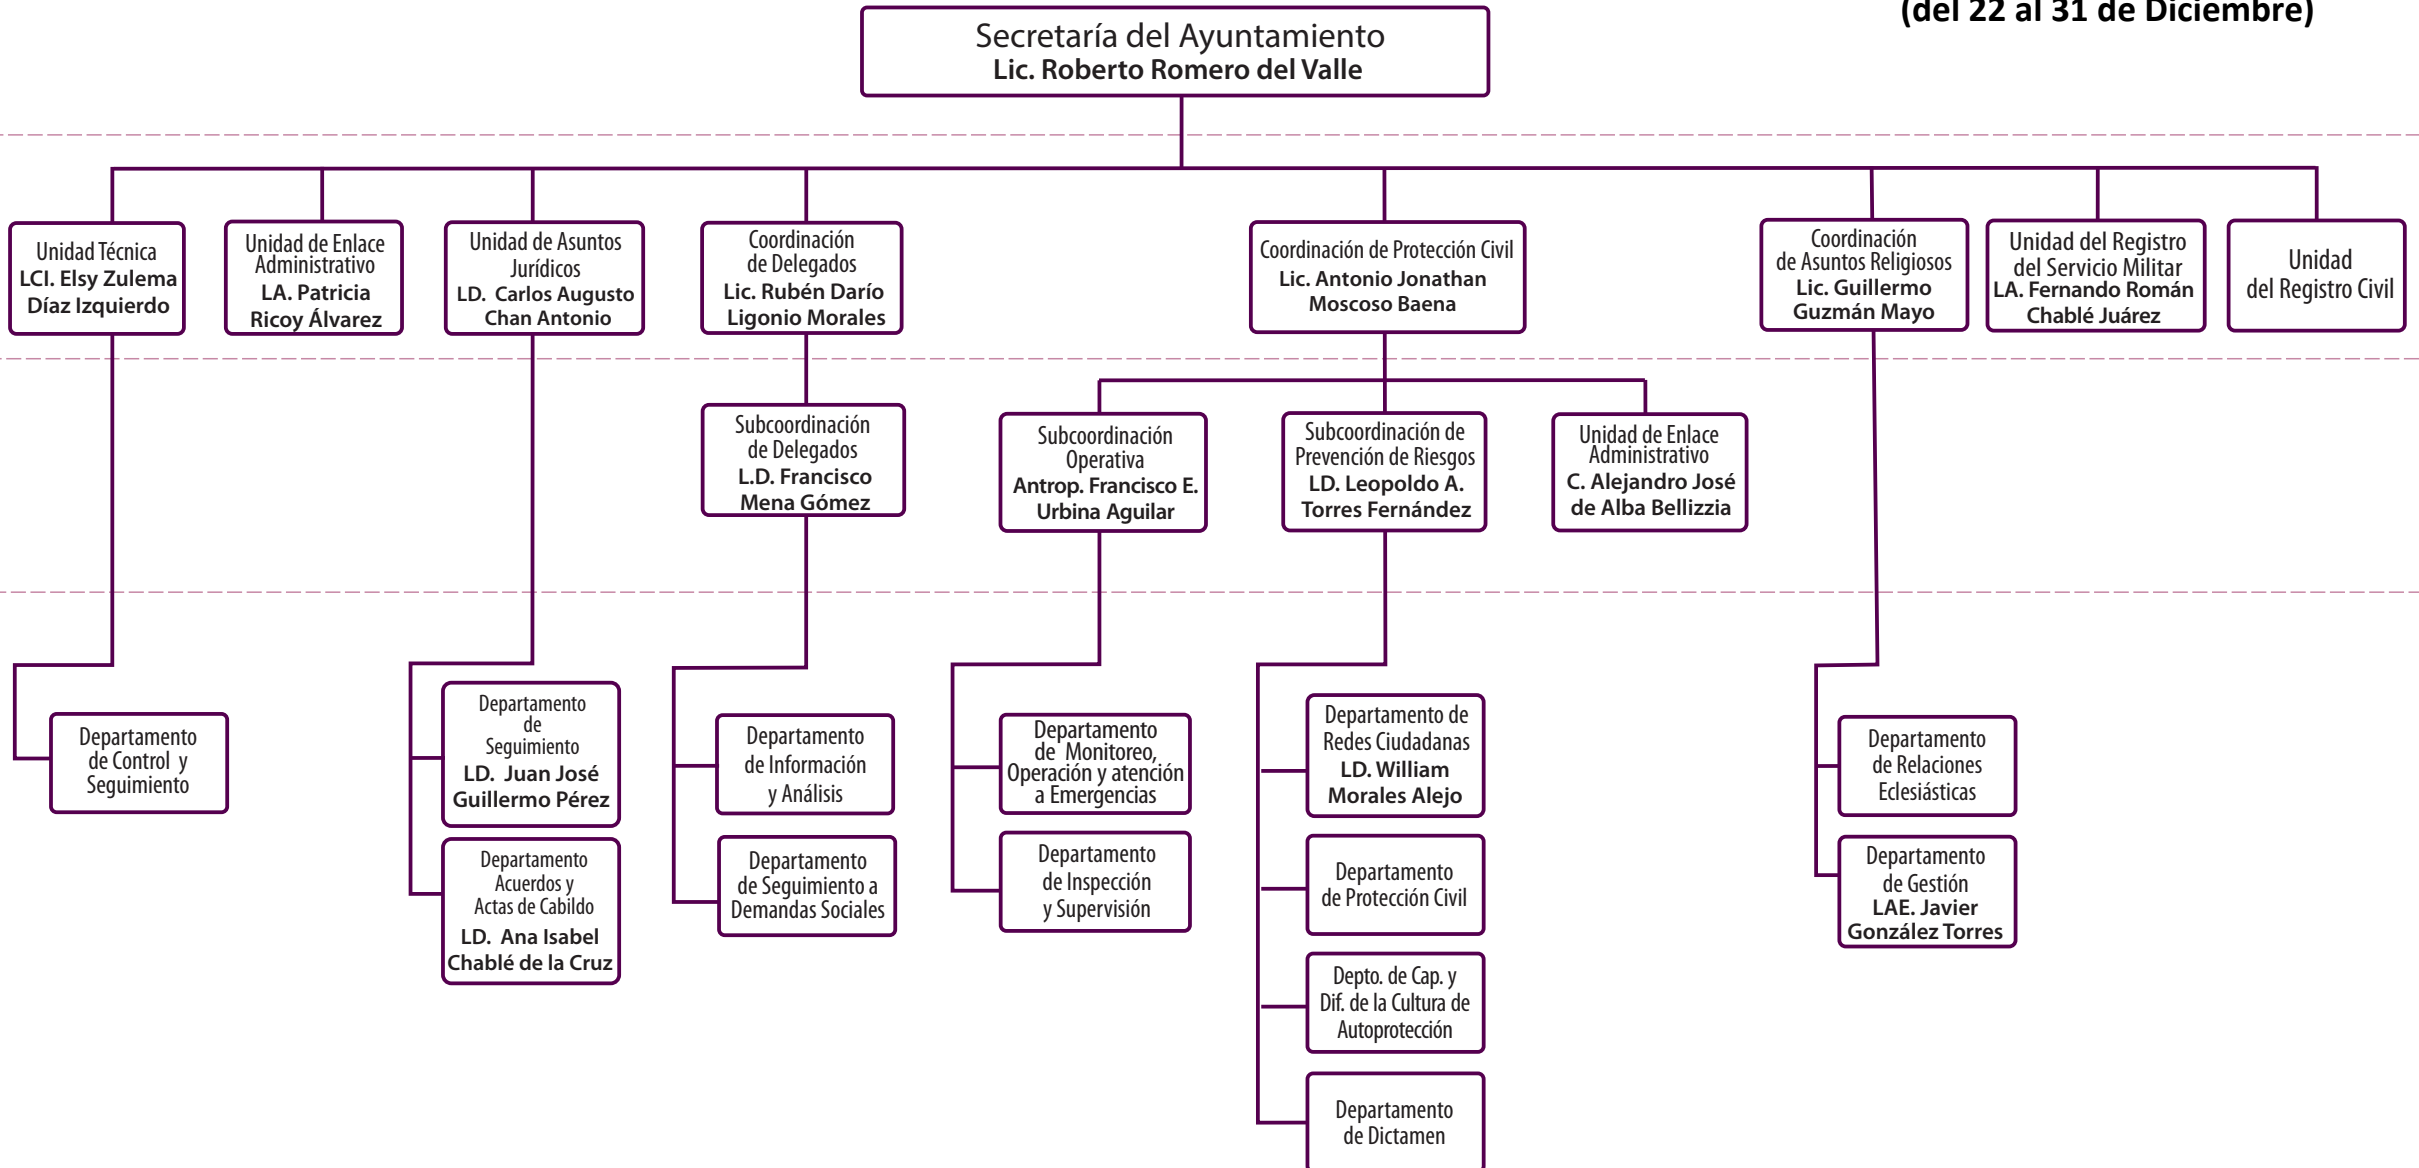 (del 22 al 31 de Diciembre)
Secretaría del Ayuntamiento
Lic. Roberto Romero del Valle
Unidad Técnica
LCI. Elsy Zulema
Díaz Izquierdo
Unidad de Enlace
Administrativo
LA. Patricia
Ricoy Álvarez
Unidad de Asuntos
Jurídicos
LD. Carlos Augusto
Chan Antonio
Coordinación
de Delegados
Lic. Rubén Darío
Ligonio Morales
Coordinación de Protección Civil
Lic. Antonio Jonathan
Moscoso Baena
Coordinación
de Asuntos Religiosos
Lic. Guillermo
Guzmán Mayo
Unidad del Registro
del Servicio Militar
LA. Fernando Román
Chablé Juárez
Unidad
del Registro Civil
Subcoordinación
de Delegados
L.D. Francisco
Mena Gómez
Subcoordinación
Operativa
Antrop. Francisco E.
Urbina Aguilar
Subcoordinación de
Prevención de Riesgos
LD. Leopoldo A.
Torres Fernández
Unidad de Enlace
Administrativo
C. Alejandro José
de Alba Bellizzia
Departamento
de Control y
Seguimiento
Departamento
de
Seguimiento
LD. Juan José
Guillermo Pérez
Departamento
Acuerdos y
Actas de Cabildo
LD. Ana Isabel
Chablé de la Cruz
Departamento
de Información
y Análisis
Departamento
de Seguimiento a
Demandas Sociales
Departamento
de Monitoreo,
Operación y atención
a Emergencias
Departamento
de Inspección
y Supervisión
Departamento de
Redes Ciudadanas
LD. William
Morales Alejo
Departamento
de Protección Civil
Depto. de Cap. y
Dif. de la Cultura de
Autoprotección
Departamento
de Dictamen
Departamento
de Relaciones
Eclesiásticas
Departamento
de Gestión
LAE. Javier
González Torres